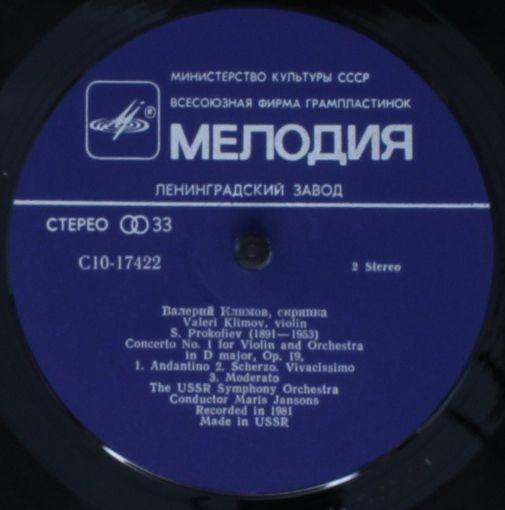 МИНИСТЕРСТВО КУЛЬТУРЫ СССР
ВСЕСОЮЗНАЯ ФИРМА ГРАМПЛАСТИНОК
®
МЕЛОДИЯ
ЛЕНИНГРАДСКИЙ ЗАВОД
СТЕРЕО 33
С10-17422
2 Stereo
Валерий Климов, скрипка
Valeri Klimov, violin
S. Prokofiev (1891—1953)
Concerto No. 1 for Violin and Orchestra
in D major, Op. 19,
1. Andantino 2. Scherzo. Vivacissimo
3. Moderato
The USSR Symphony Orchestra
Conductor Maris Jansons
Recorded in 1981
Made in USSR